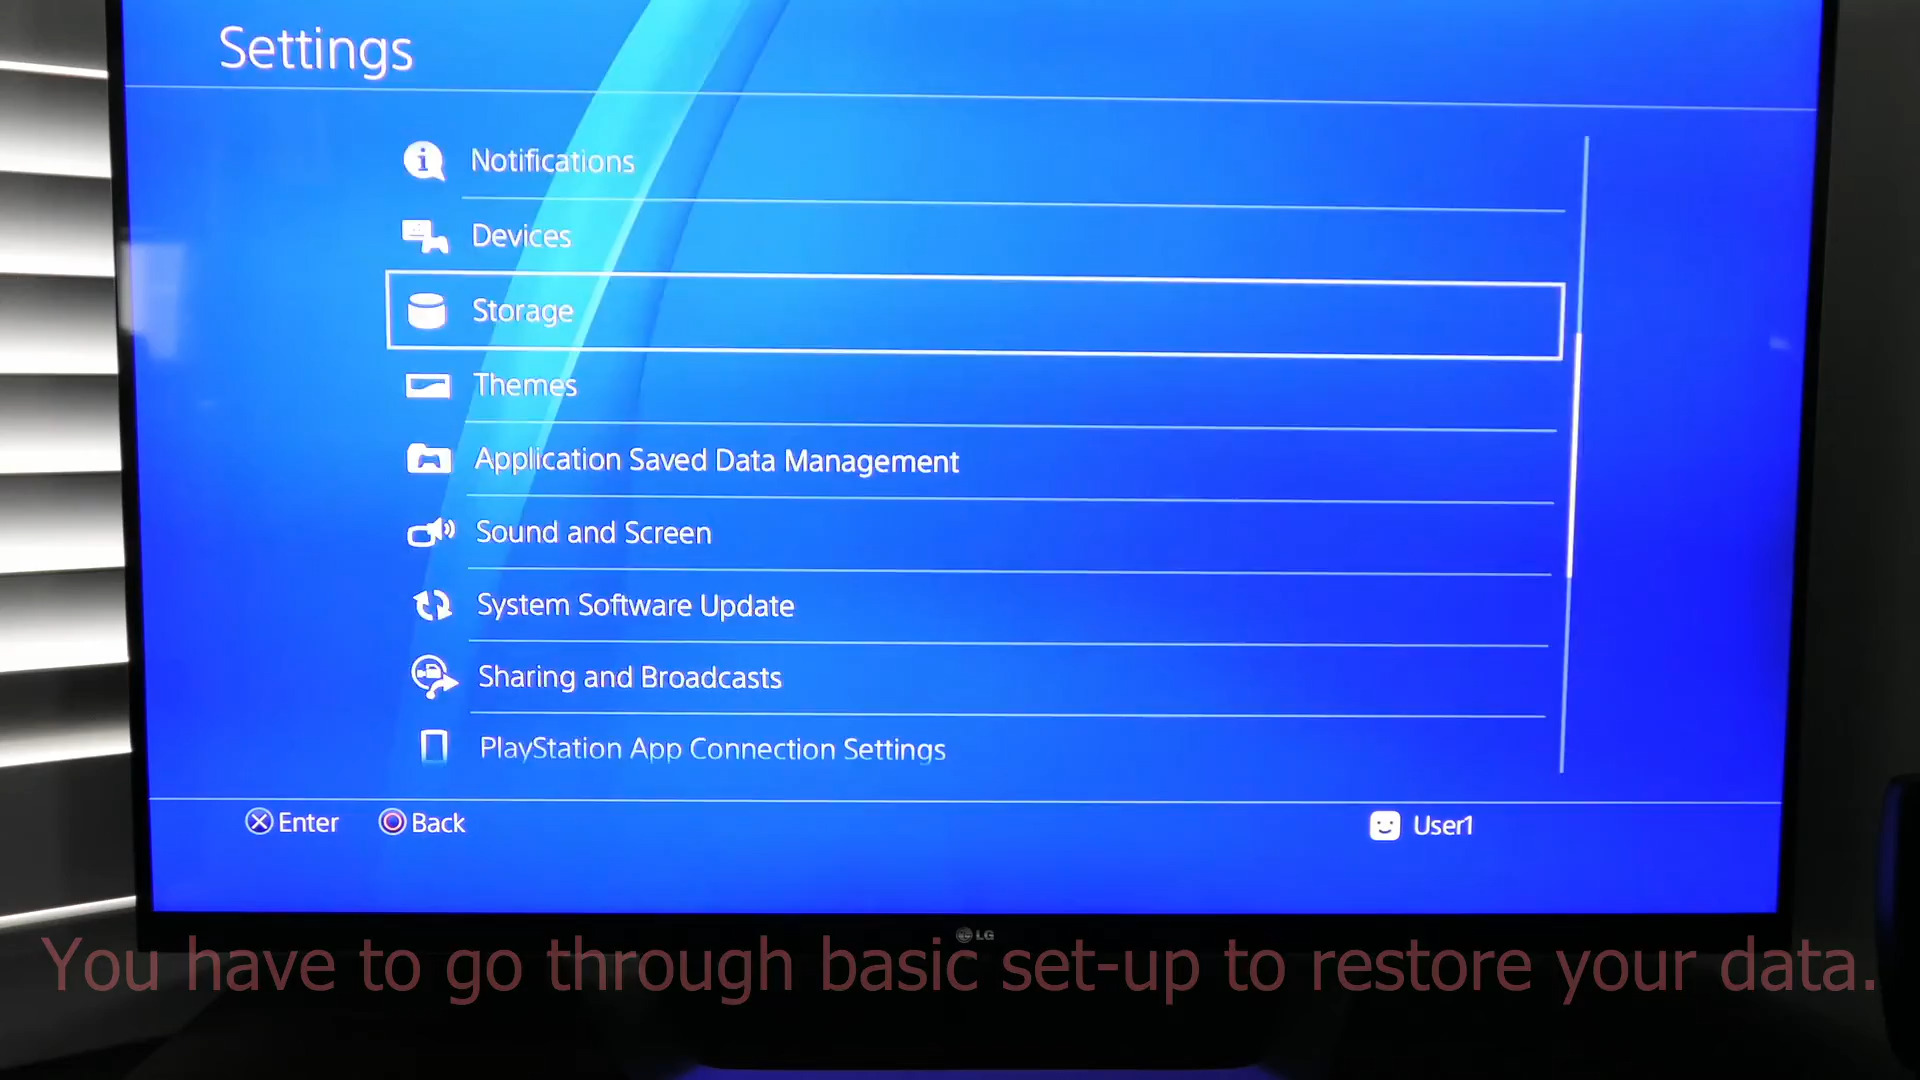 Settings
Notifications
Devices
Storage
Themes
Application Saved Data Management
Sound and Screen
System Software Update
Sharing and Broadcasts
PlayStation App Connection Settings
Enter Back User1
LG
You have to go through basic set-up to restore your data.